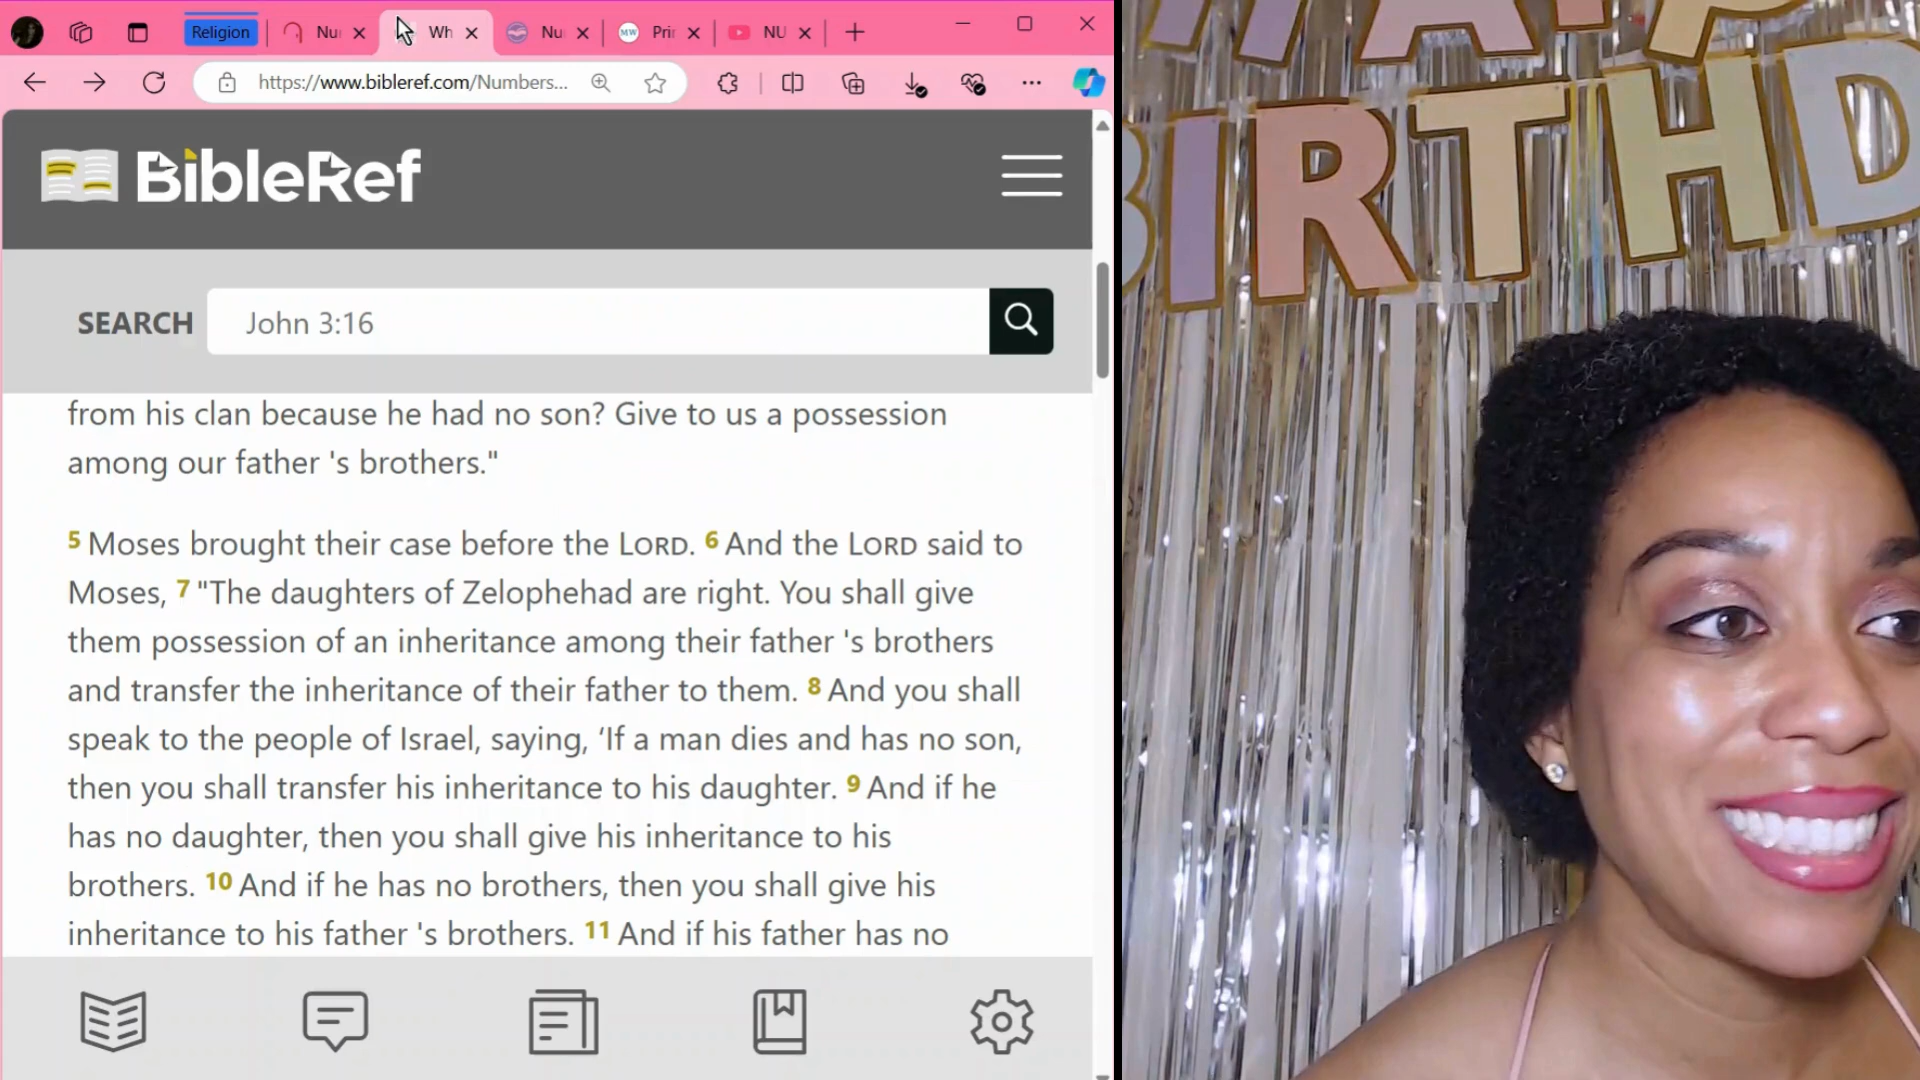 Religion
Nu
Wh
Nu
MW
Pri
NU
https://www.bibleref.com/Numbers...
BibleRef
SEARCH
John 3:16
from his clan because he had no son? Give to us a possession
among our father 's brothers."
5 Moses brought their case before the LORD. 6 And the LORD said to
Moses, 7 "The daughters of Zelophehad are right. You shall give
them possession of an inheritance among their father 's brothers
and transfer the inheritance of their father to them. 8 And you shall
speak to the people of Israel, saying, ‘If a man dies and has no son,
then you shall transfer his inheritance to his daughter. 9 And if he
has no daughter, then you shall give his inheritance to his
brothers. 10 And if he has no brothers, then you shall give his
inheritance to his father 's brothers. 11 And if his father has no
HAPP
BIRTHD